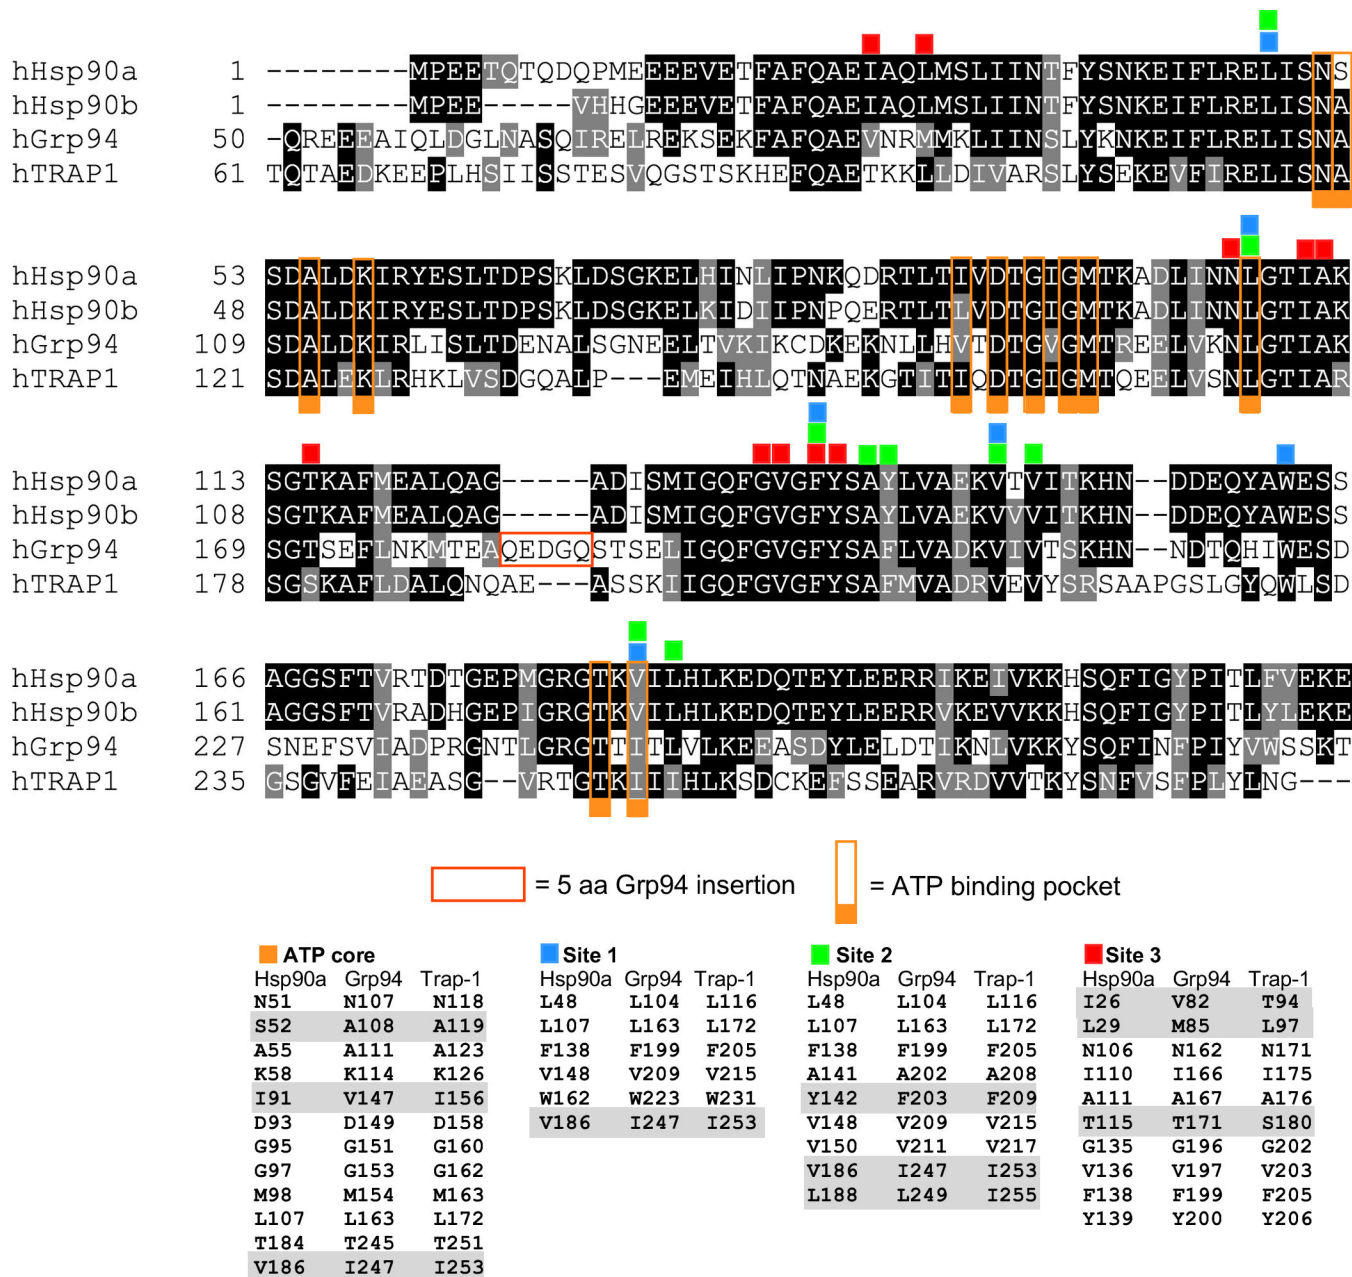 hHsp90a 1 --------MPEETQTQDQPMEEEEVETFAFQAEIAQLMSLIINTFYSNKEIFLRELISNS
hHsp90b 1 --------MPEE-----VHHGEEEVETFAFQAEIAQLMSLIINTFYSNKEIFLRELISNA
hGrp94 50 -QREEEAIQLDGLNASQIRELREKSEKFAFQAEVNRMMKLIINSLYKNKEIFLRELISNA
hTRAP1 61 TQTAEDKEEPLHSIISSTESVQGSTSKHEFQAETKKLLDIVARSLYSEKEVFIRELISNA
hHsp90a 53 SDALDKIRYESLTDPSKLDSGKELHINLIPNKQDRTLTIVDTGIGMTKADLINNLGTIAK
hHsp90b 48 SDALDKIRYESLTDPSKLDSGKELKIDIIPNPQERTLTLVDTGIGMTKADLINNLGTIAK
hGrp94 109 SDALDKIRLISLTDENALSGNEELTVKIKCDKEKNLLHVTDTGVGMTREELVKNLGTIAK
hTRAP1 121 SDALEKLRHKLVSDGQALP---EMEIHLQTNAEKGTITIQDTGIGMTQEELVSNLGTIAR
hHsp90a 113 SGTKAFMEALQAG-----ADISMIGQFGVGFYSAYLVAEKVTVITKHN--DDEQYAWESS
hHsp90b 108 SGTKAFMEALQAG-----ADISMIGQFGVGFYSAYLVAEKVVVITKHN--DDEQYAWESS
hGrp94 169 SGTSEFLNKMTEAQEDGQSTSELIGQFGVGFYSAFLVADKVIVTSKHN--NDTQHIWESD
hTRAP1 178 SGSKAFLDALQNQAE---ASSKIIGQFGVGFYSAFMVADRVEVYSRSAAPGSLGYQWLSD
hHsp90a 166 AGGSFTVRTDTGEPMGRGTKVILHLKEDQTEYLEERRIKEIVKKHSQFIGYPITLFVEKE
hHsp90b 161 AGGSFTVRADHGEPIGRGTKVILHLKEDQTEYLEERRVKEVVKKHSQFIGYPITLYLEKE
hGrp94 227 SNEFSVIADPRGNTLGRGTTITLVLKEEASDYLELDTIKNLVKKYSQFINFPIYVWSSKT
hTRAP1 235 GSGVFEIAEASG--VRTGTKIIIHLKSDCKEFSSEARVRDVVTKYSNFVSFPLYLNG---
= 5 aa Grp94 insertion
= ATP binding pocket
ATP core
Hsp90a Grp94 Trap-1
N51 N107 N118
S52 A108 A119
A55 A111 A123
K58 K114 K126
I91 V147 I156
D93 D149 D158
G95 G151 G160
G97 G153 G162
M98 M154 M163
L107 L163 L172
T184 T245 T251
V186 I247 I253
Site 1
Hsp90a Grp94 Trap-1
L48 L104 L116
L107 L163 L172
F138 F199 F205
V148 V209 V215
W162 W223 W231
V186 I247 I253
Site 2
Hsp90a Grp94 Trap-1
L48 L104 L116
L107 L163 L172
F138 F199 F205
A141 A202 A208
Y142 F203 F209
V148 V209 V215
V150 V211 V217
V186 I247 I253
L188 L249 I255
Site 3
Hsp90a Grp94 Trap-1
I26 V82 T94
L29 M85 L97
N106 N162 N171
I110 I166 I175
A111 A167 A176
T115 T171 S180
G135 G196 G202
V136 V197 V203
F138 F199 F205
Y139 Y200 Y206